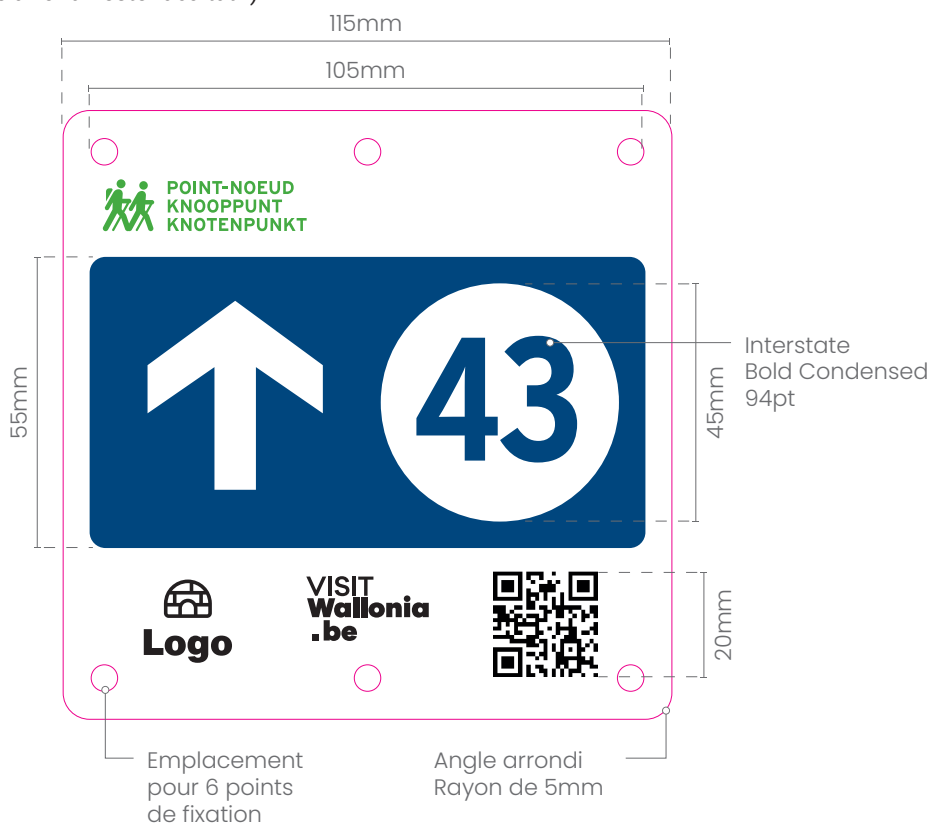 115mm
105mm
POINT-NOEUD
KNOOPPUNT
KNOTENPUNKT
55mm
43
45mm
Interstate
Bold Condensed
94pt
Logo
VISIT
Wallonia
.be
20mm
Emplacement
pour 6 points
de fixation
Angle arrondi
Rayon de 5mm